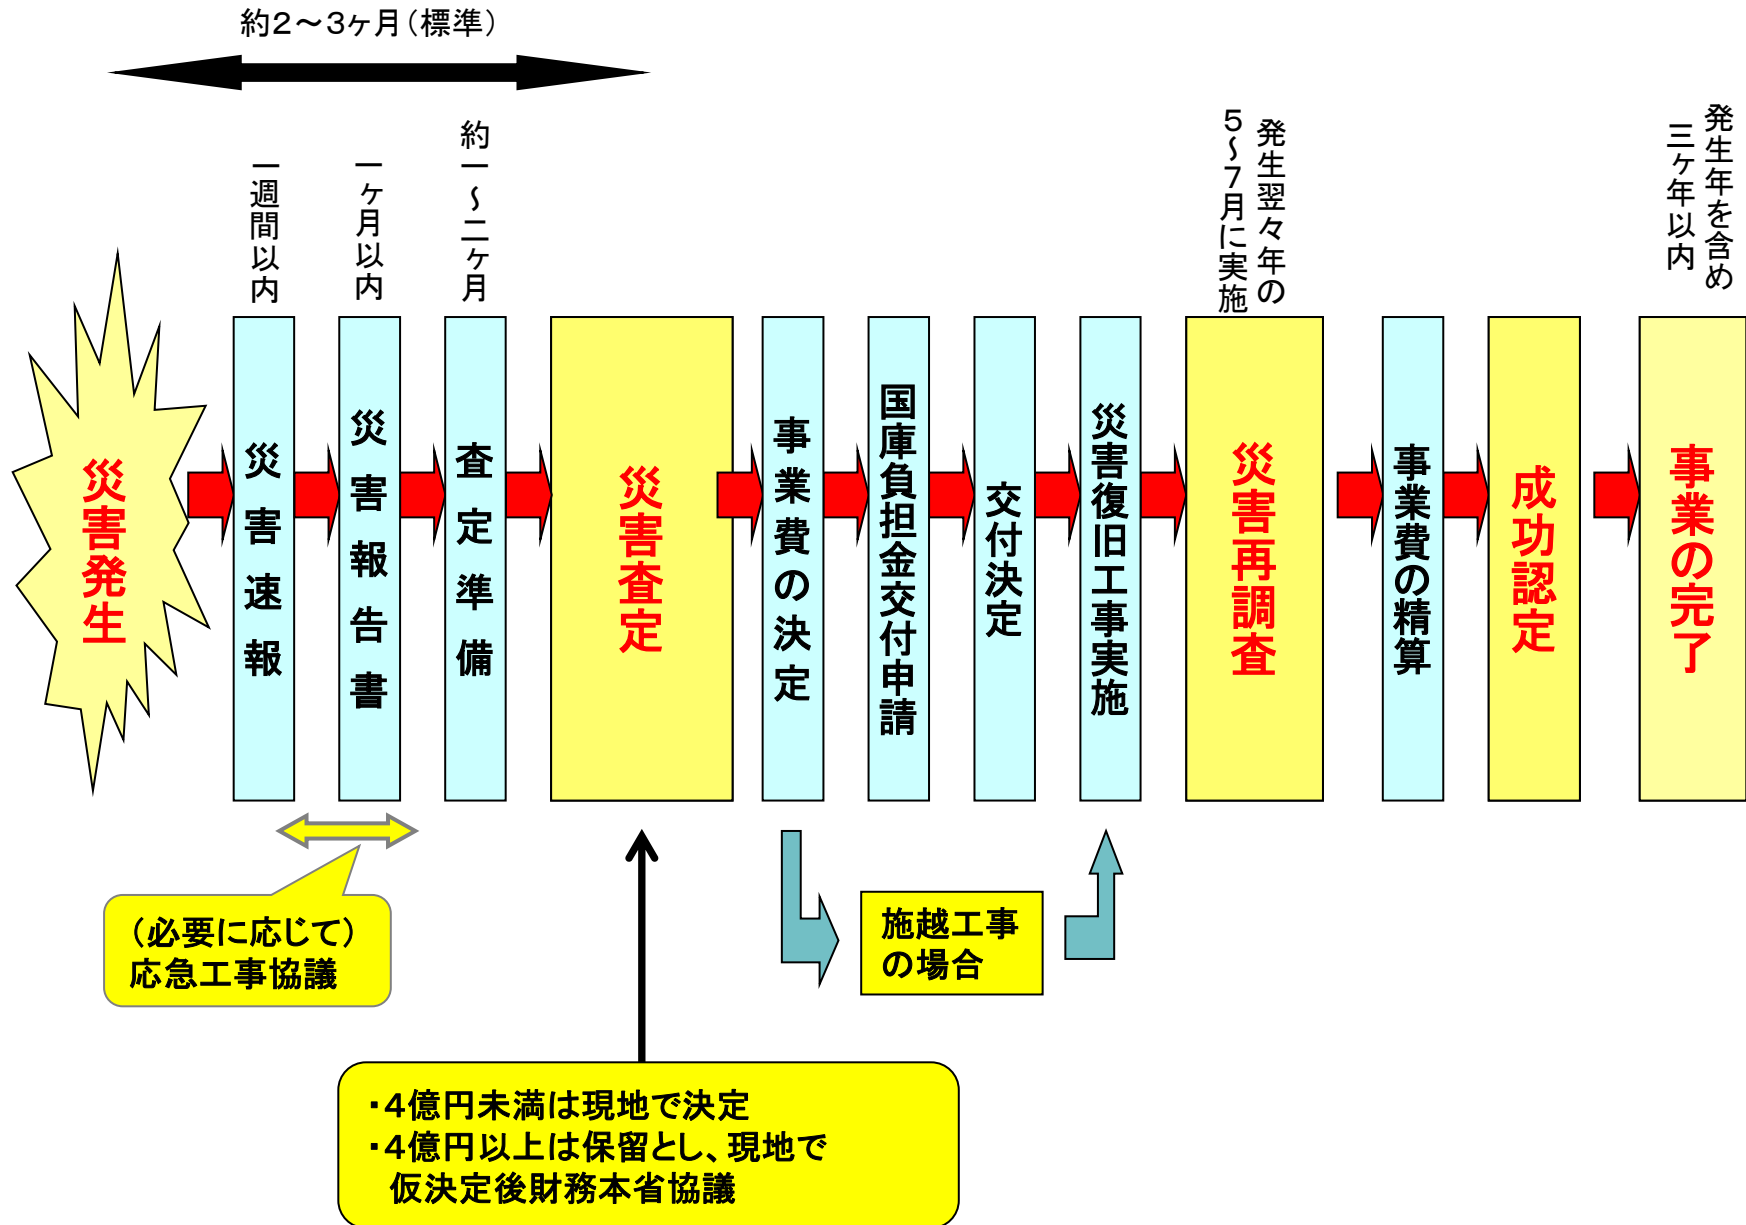 約2～3ヶ月（標準）
一週間以内
一ヶ月以内
約一～二ヶ月
発生翌々年の
5～7月に実施
発生年を含め
三ヶ年以内
災害発生
災害速報
災害報告書
査定準備
災害査定
事業費の決定
国庫負担金交付申請
交付決定
災害復旧工事実施
災害再調査
事業費の精算
成功認定
事業の完了
（必要に応じて）
応急工事協議
施越工事
の場合
・4億円未満は現地で決定
・4億円以上は保留とし、現地で
仮決定後財務本省協議